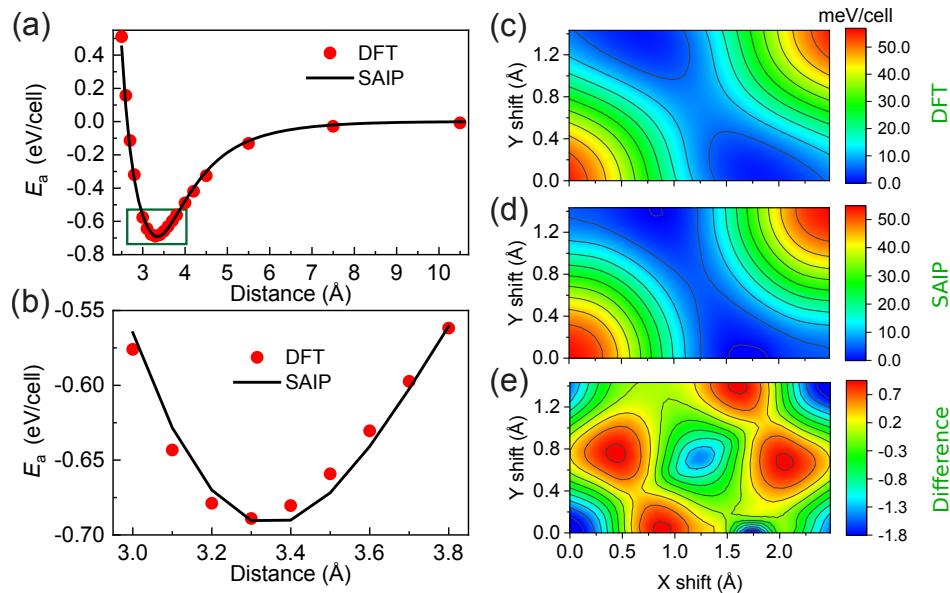 (a)
DFT
SAIP
0.4
0.2
0.0
-0.2
-0.4
-0.6
-0.8
3 4 5 6 7 8 9 10
Distance (Å)
Eₐ (eV/cell)
(b)
DFT
SAIP
-0.55
-0.60
-0.65
-0.70
3.0 3.2 3.4 3.6 3.8
Distance (Å)
Eₐ (eV/cell)
(c)
meV/cell
1.2
0.8
0.4
0.0
Y shift (Å)
50.0
40.0
30.0
20.0
10.0
0.0
DFT
(d)
1.2
0.8
0.4
0.0
Y shift (Å)
50.0
40.0
30.0
20.0
10.0
0.0
SAIP
(e)
1.2
0.8
0.4
0.0
Y shift (Å)
0.0 0.5 1.0 1.5 2.0
X shift (Å)
0.7
0.3
-0.1
-0.5
-0.9
-1.3
-1.8
Difference